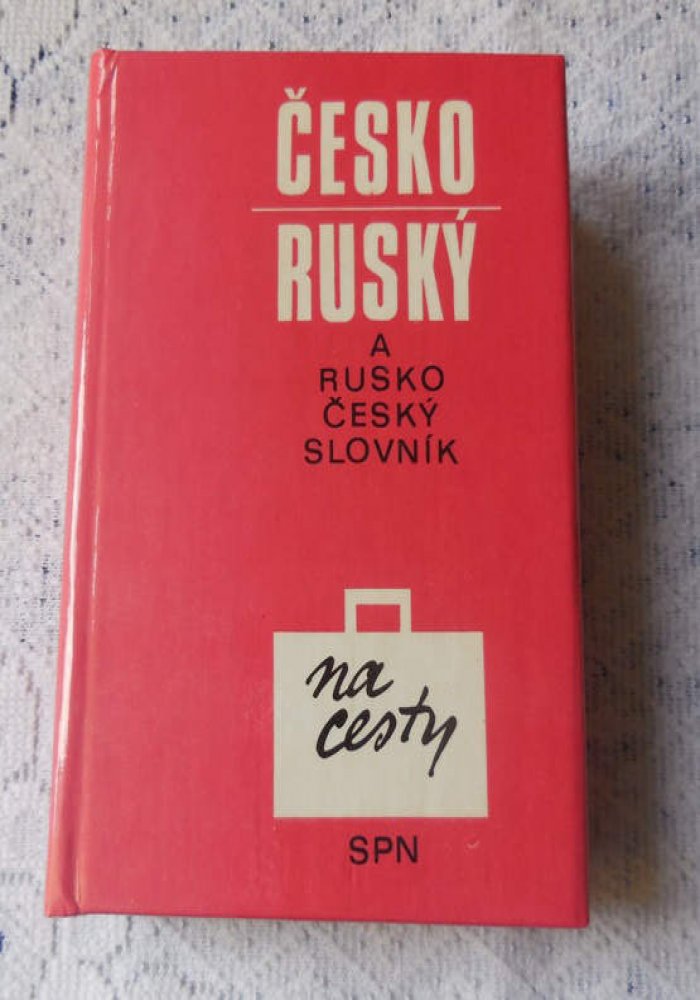 ČESKO
RUSKÝ
A
RUSKO
ČESKÝ
SLOVNÍK
na
cesty
SPN